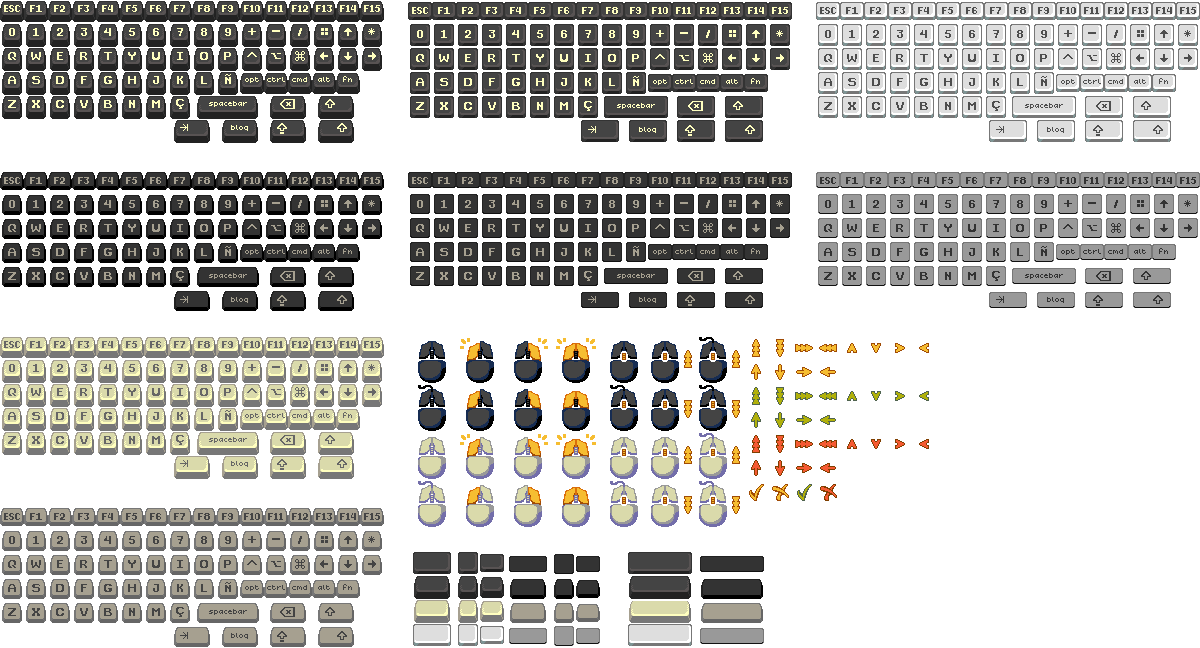 ESC F1 F2 F3 F4 F5 F6 F7 F8 F9 F10 F11 F12 F13 F14 F15
0 1 2 3 4 5 6 7 8 9 + - / *
Q W E R T Y U I O P ^ ⌥ ⌘
A S D F G H J K L Ñ opt ctrl cmd alt fn
Z X C V B N M Ç spacebar
bloq
ESC F1 F2 F3 F4 F5 F6 F7 F8 F9 F10 F11 F12 F13 F14 F15
0 1 2 3 4 5 6 7 8 9 + - / *
Q W E R T Y U I O P ^ ⌥ ⌘
A S D F G H J K L Ñ opt ctrl cmd alt fn
Z X C V B N M Ç spacebar
bloq
ESC F1 F2 F3 F4 F5 F6 F7 F8 F9 F10 F11 F12 F13 F14 F15
0 1 2 3 4 5 6 7 8 9 + - / *
Q W E R T Y U I O P ^ ⌥ ⌘
A S D F G H J K L Ñ opt ctrl cmd alt fn
Z X C V B N M Ç spacebar
bloq
ESC F1 F2 F3 F4 F5 F6 F7 F8 F9 F10 F11 F12 F13 F14 F15
0 1 2 3 4 5 6 7 8 9 + - / *
Q W E R T Y U I O P ^ ⌥ ⌘
A S D F G H J K L Ñ opt ctrl cmd alt fn
Z X C V B N M Ç spacebar
bloq
ESC F1 F2 F3 F4 F5 F6 F7 F8 F9 F10 F11 F12 F13 F14 F15
0 1 2 3 4 5 6 7 8 9 + - / *
Q W E R T Y U I O P ^ ⌥ ⌘
A S D F G H J K L Ñ opt ctrl cmd alt fn
Z X C V B N M Ç spacebar
bloq
ESC F1 F2 F3 F4 F5 F6 F7 F8 F9 F10 F11 F12 F13 F14 F15
0 1 2 3 4 5 6 7 8 9 + - / *
Q W E R T Y U I O P ^ ⌥ ⌘
A S D F G H J K L Ñ opt ctrl cmd alt fn
Z X C V B N M Ç spacebar
bloq
ESC F1 F2 F3 F4 F5 F6 F7 F8 F9 F10 F11 F12 F13 F14 F15
0 1 2 3 4 5 6 7 8 9 + - / *
Q W E R T Y U I O P ^ ⌥ ⌘
A S D F G H J K L Ñ opt ctrl cmd alt fn
Z X C V B N M Ç spacebar
bloq
ESC F1 F2 F3 F4 F5 F6 F7 F8 F9 F10 F11 F12 F13 F14 F15
0 1 2 3 4 5 6 7 8 9 + - / *
Q W E R T Y U I O P ^ ⌥ ⌘
A S D F G H J K L Ñ opt ctrl cmd alt fn
Z X C V B N M Ç spacebar
bloq